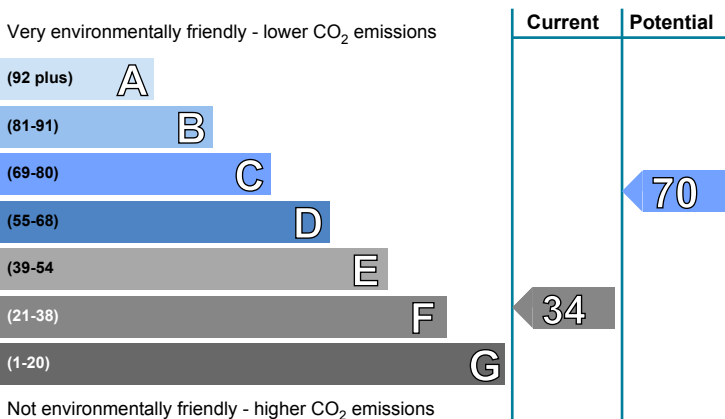 Current Potential
Very environmentally friendly - lower CO₂ emissions
(92 plus) A
(81-91) B
(69-80) C
70
(55-68) D
(39-54 E
(21-38) F
34
(1-20) G
Not environmentally friendly - higher CO₂ emissions